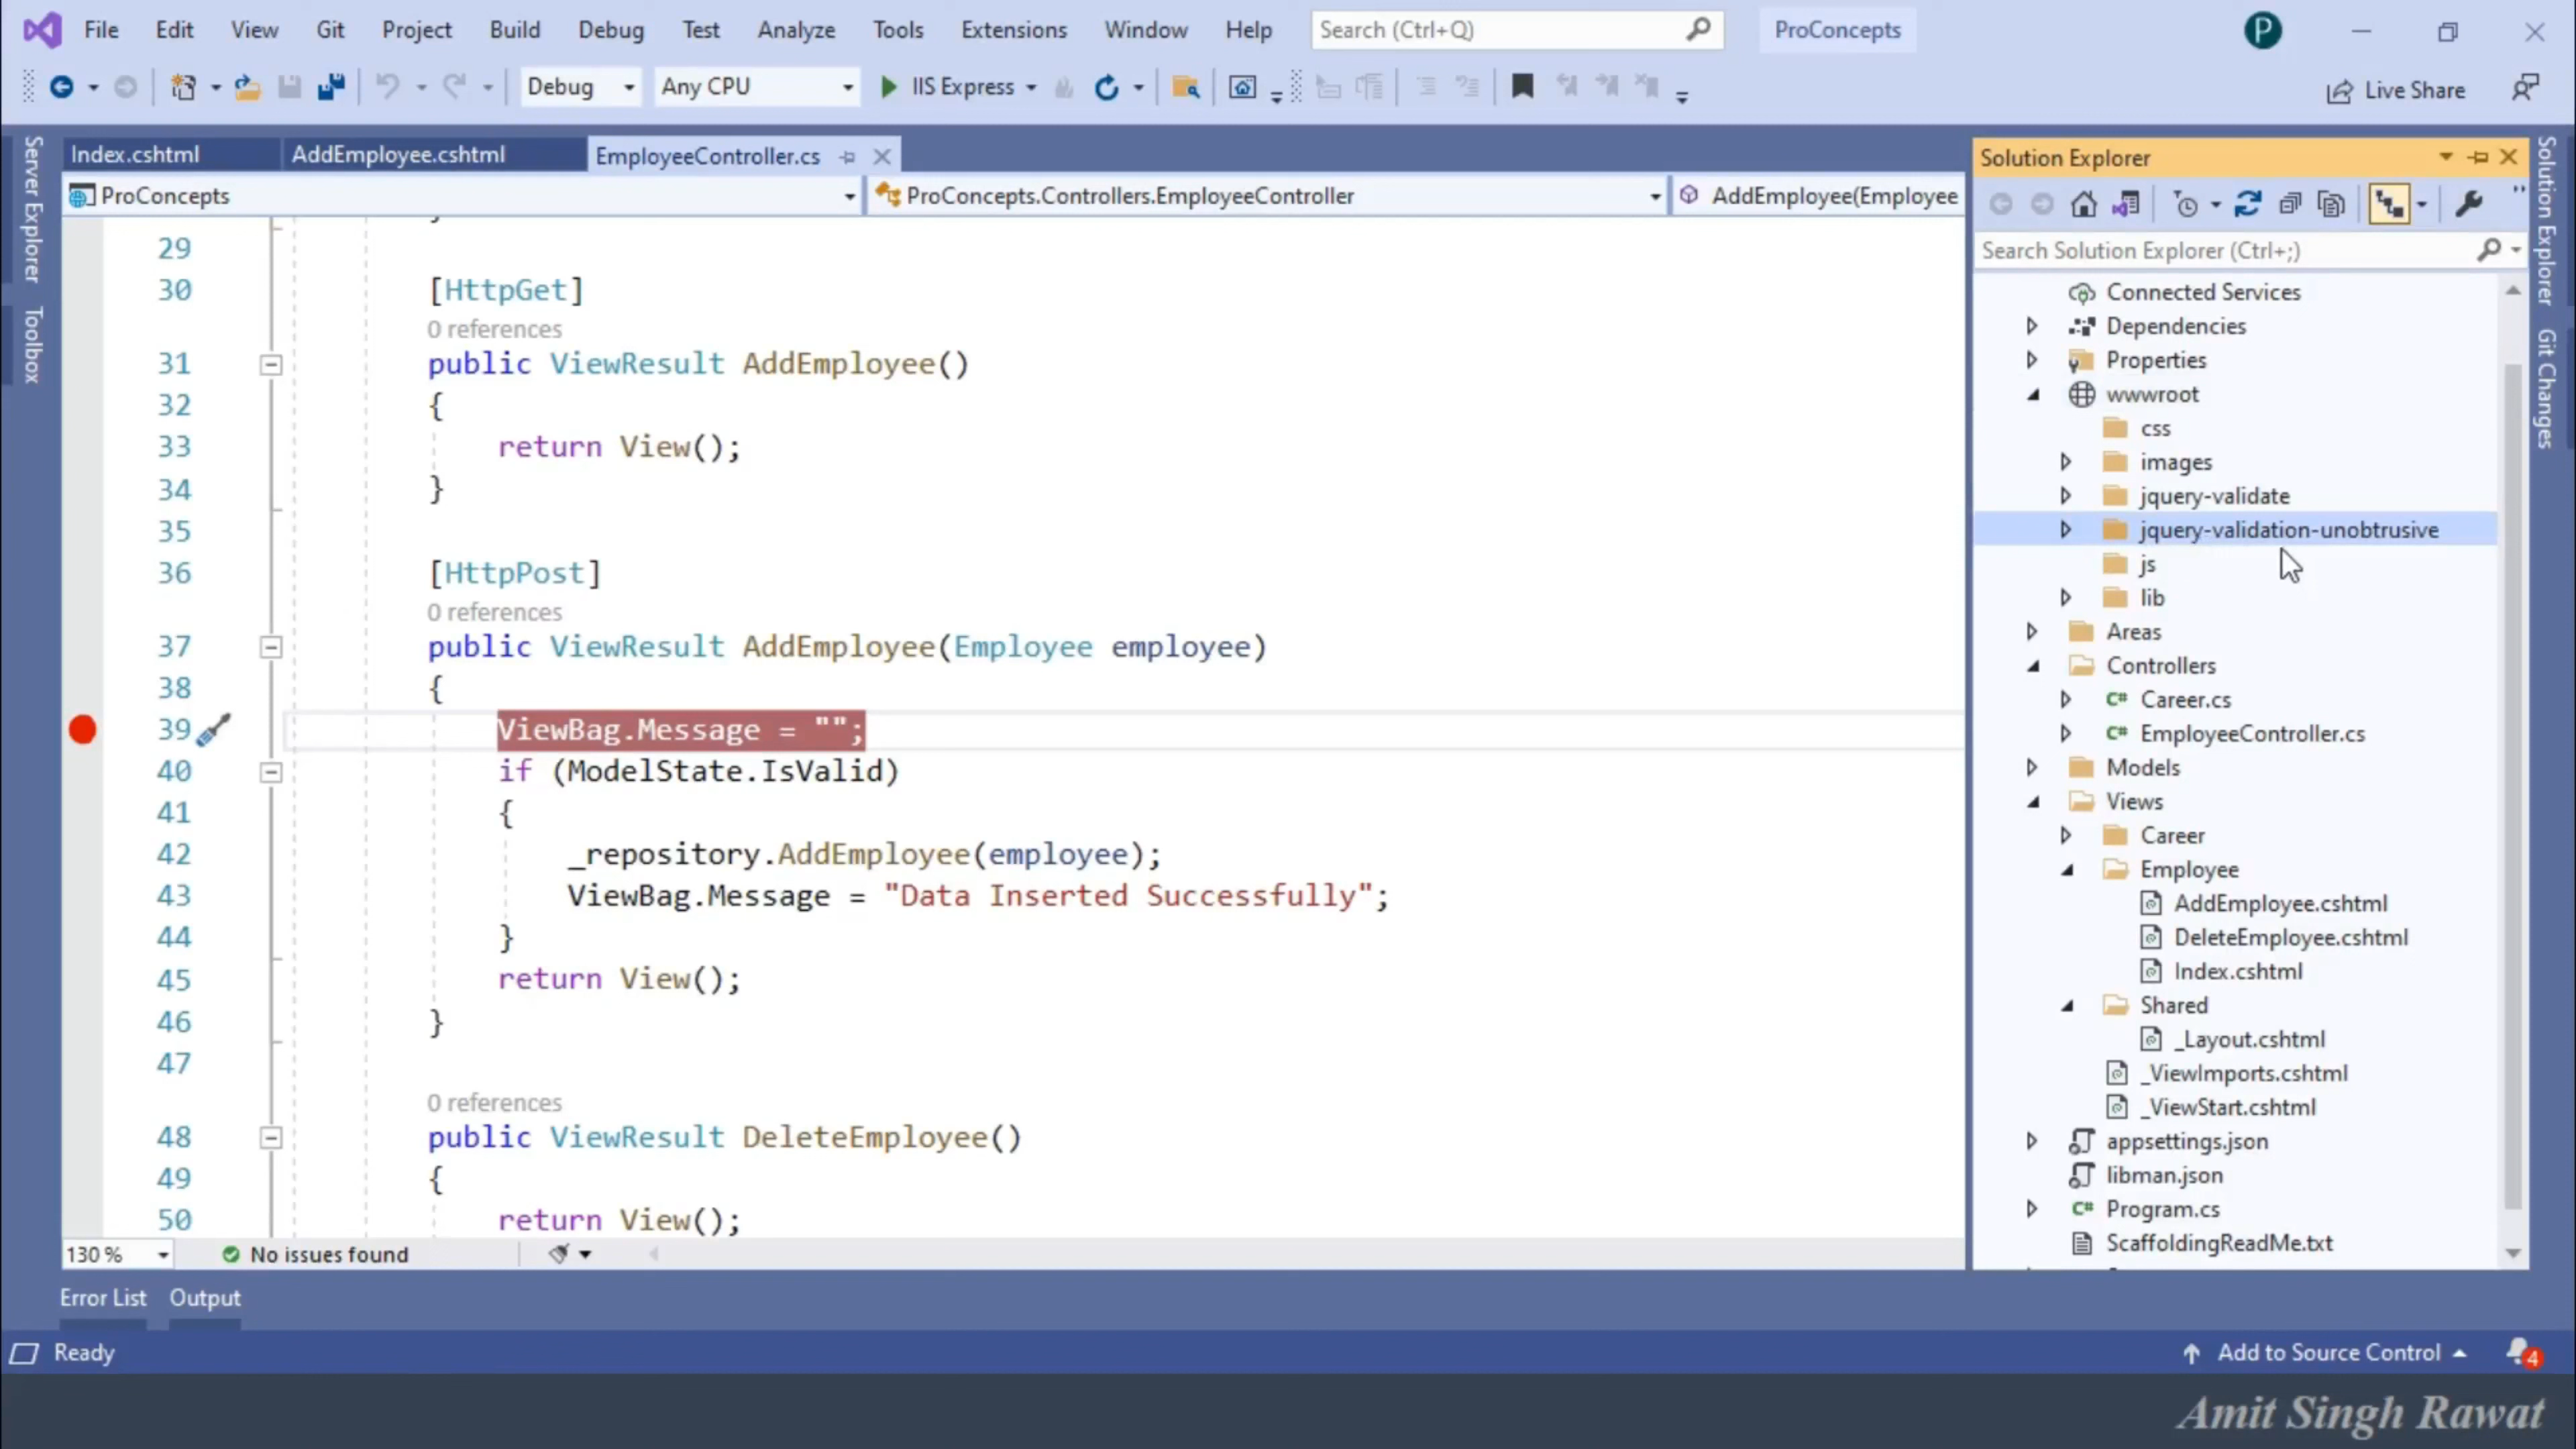 File Edit View Git Project Build Debug Test Analyze Tools Extensions Window Help Search (Ctrl+Q) ProConcepts P
Debug Any CPU IIS Express Live Share
Server Explorer
Toolbox
Index.cshtml AddEmployee.cshtml EmployeeController.cs
ProConcepts ProConcepts.Controllers.EmployeeController AddEmployee(Employee
29
30 [HttpGet]
0 references
31 public ViewResult AddEmployee()
32 {
33 return View();
34 }
35
36 [HttpPost]
0 references
37 public ViewResult AddEmployee(Employee employee)
38 {
39 ViewBag.Message = "";
40 if (ModelState.IsValid)
41 {
42 _repository.AddEmployee(employee);
43 ViewBag.Message = "Data Inserted Successfully";
44 }
45 return View();
46 }
47
0 references
48 public ViewResult DeleteEmployee()
49 {
50 return View();
130 % No issues found
Solution Explorer
Search Solution Explorer (Ctrl+;)
Connected Services
Dependencies
Properties
wwwroot
css
images
jquery-validate
jquery-validation-unobtrusive
js
lib
Areas
Controllers
C# Career.cs
C# EmployeeController.cs
Models
Views
Career
Employee
AddEmployee.cshtml
DeleteEmployee.cshtml
Index.cshtml
Shared
_Layout.cshtml
_ViewImports.cshtml
_ViewStart.cshtml
appsettings.json
libman.json
C# Program.cs
ScaffoldingReadMe.txt
Solution Explorer
Git Changes
Error List Output
Ready Add to Source Control 4
Amit Singh Rawat